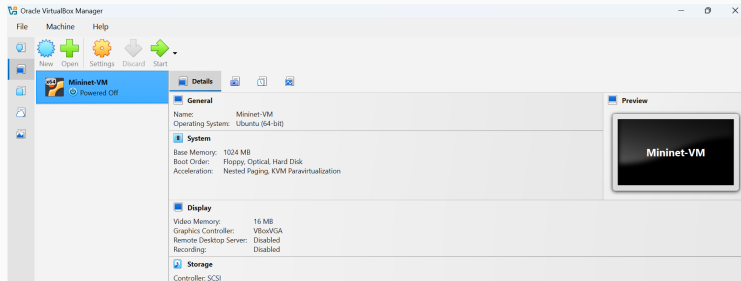 Oracle VirtualBox Manager
File Machine Help
New Open Settings Discard Start
x64
Mininet-VM
Powered Off
Details
General
Name: Mininet-VM
Operating System: Ubuntu (64-bit)
System
Base Memory: 1024 MB
Boot Order: Floppy, Optical, Hard Disk
Acceleration: Nested Paging, KVM Paravirtualization
Display
Video Memory: 16 MB
Graphics Controller: VBoxVGA
Remote Desktop Server: Disabled
Recording: Disabled
Storage
Controller: SCSI
Preview
Mininet-VM